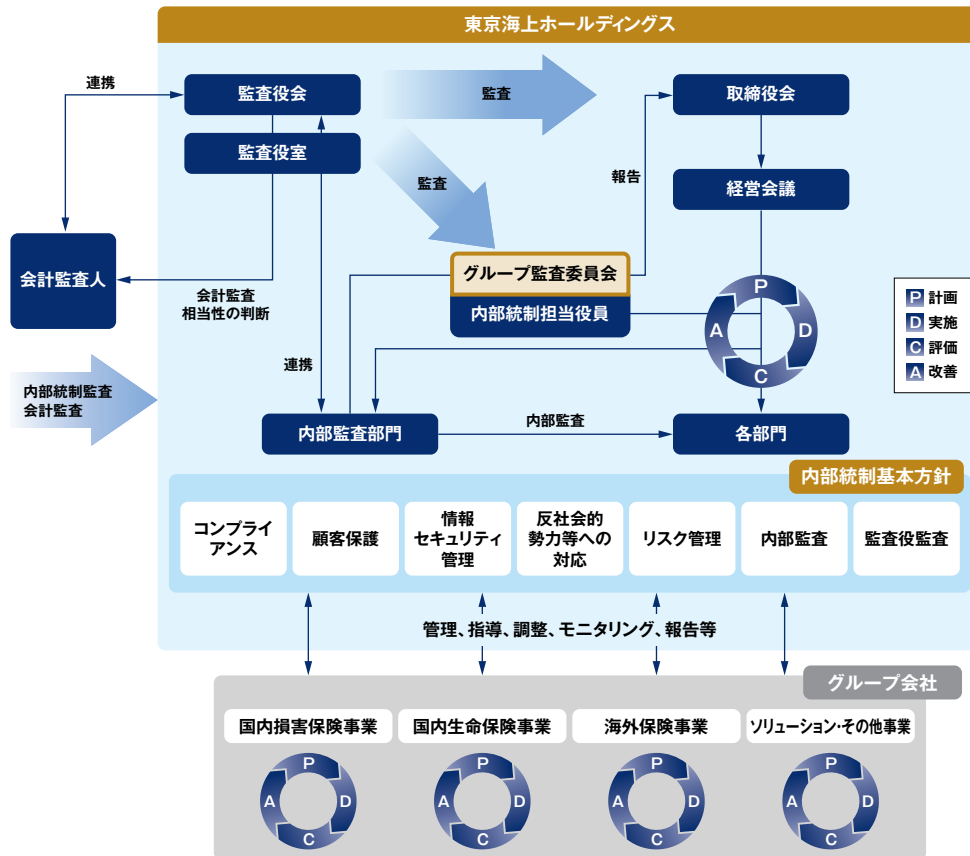 東京海上ホールディングス
連携
監査役会
監査
取締役会
監査役室
監査
報告
経営会議
会計監査人
会計監査
相当性の判断
グループ監査委員会
内部統制担当役員
P
A
D
C
P 計画
D 実施
C 評価
A 改善
内部統制監査
会計監査
連携
内部監査部門
内部監査
各部門
内部統制基本方針
コンプライ
アンス
顧客保護
情報
セキュリティ
管理
反社会的
勢力等への
対応
リスク管理
内部監査
監査役監査
管理、指導、調整、モニタリング、報告等
グループ会社
国内損害保険事業
国内生命保険事業
海外保険事業
ソリューション・その他事業
P
A
D
C
P
A
D
C
P
A
D
C
P
A
D
C